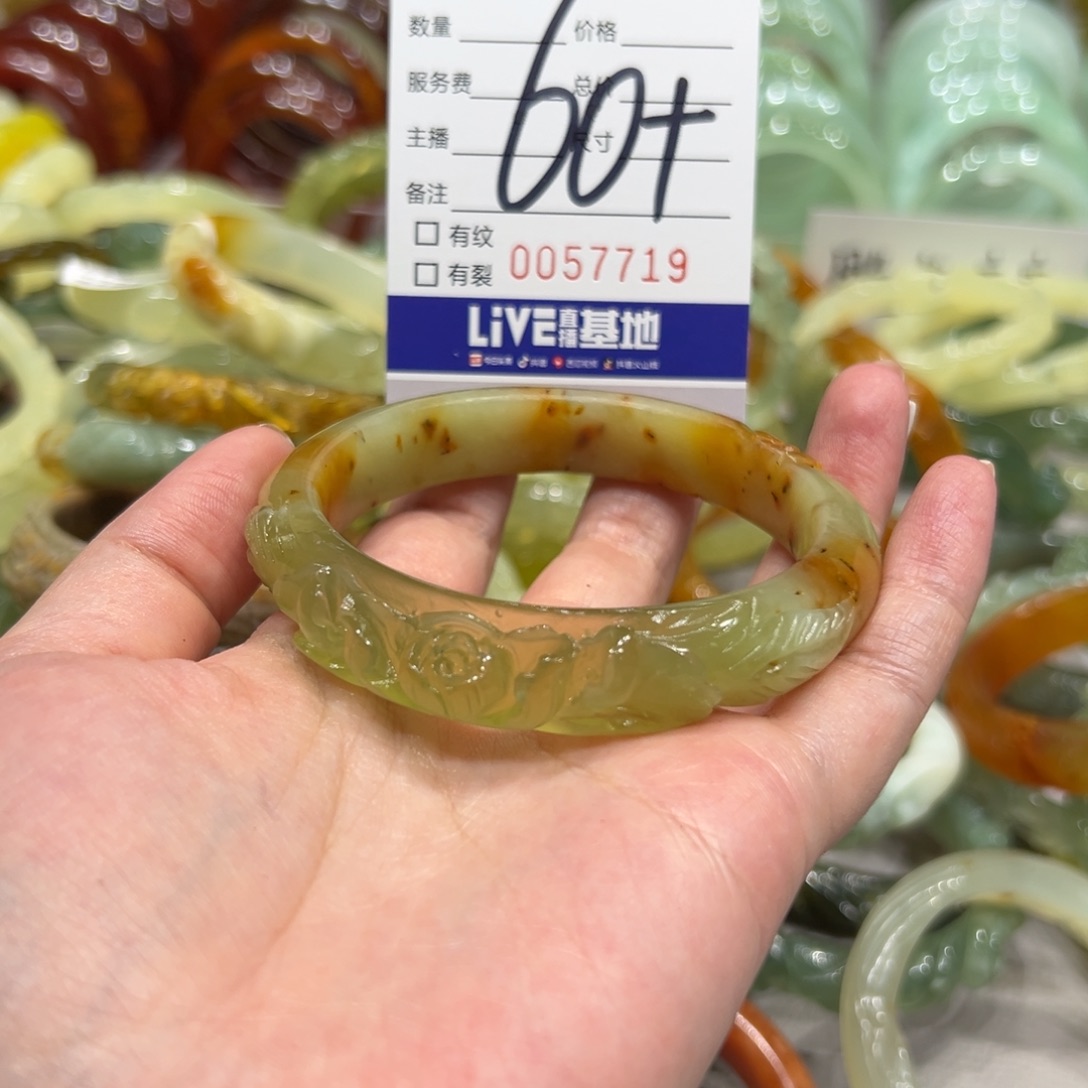 数量 价格
服务费 总价
主播 尺寸
备注
60+
有纹
有裂 0057719
LiVE直播基地